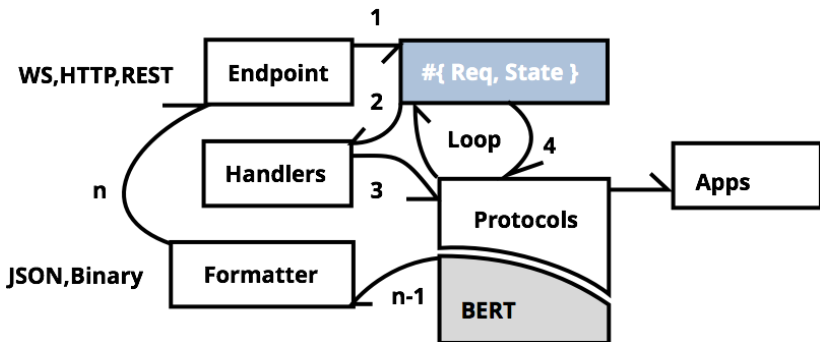 1
Endpoint
#{ Req, State }
WS,HTTP,REST
2
Loop
4
Handlers
3
Apps
n
Protocols
JSON,Binary
Formatter
n-1
BERT